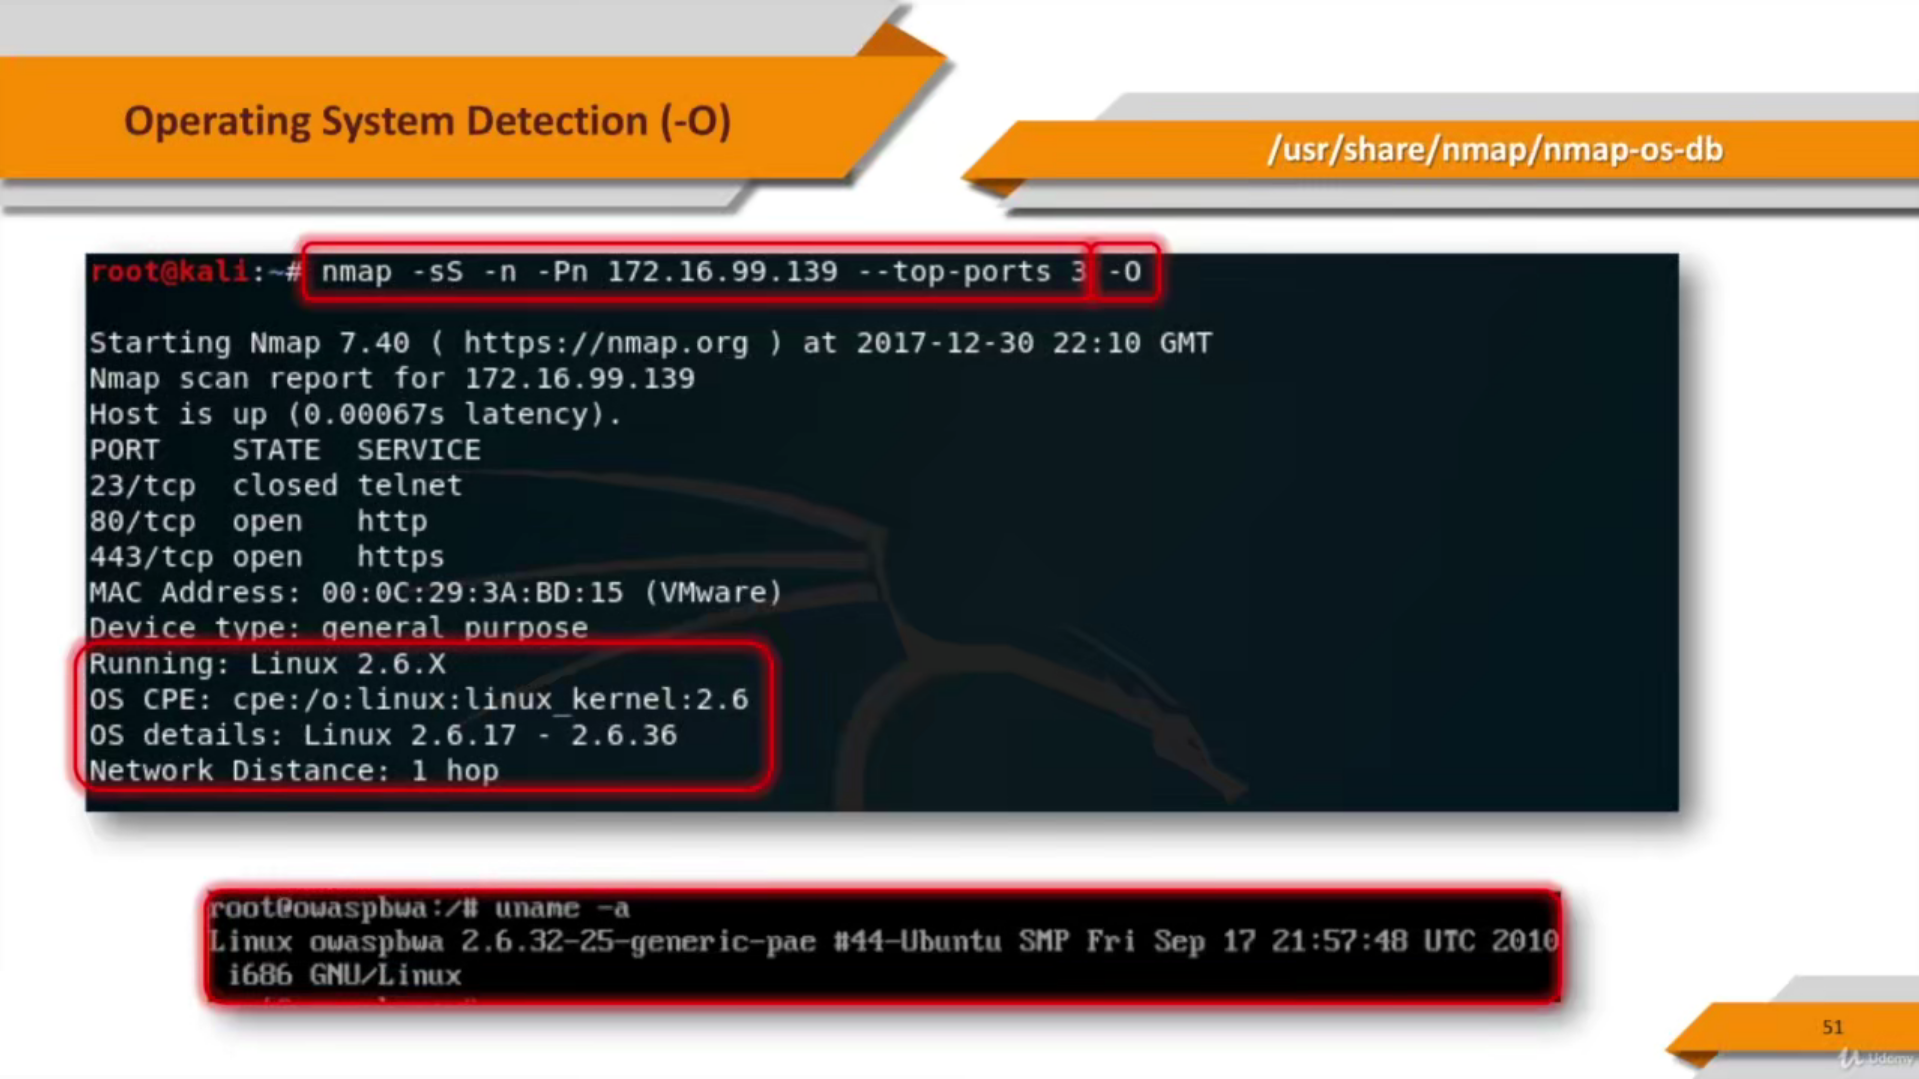 Operating System Detection (-O)
/usr/share/nmap/nmap-os-db
root@kali:~# nmap -sS -n -Pn 172.16.99.139 --top-ports 3 -O
Starting Nmap 7.40 ( https://nmap.org ) at 2017-12-30 22:10 GMT
Nmap scan report for 172.16.99.139
Host is up (0.00067s latency).
PORT    STATE  SERVICE
23/tcp  closed telnet
80/tcp  open   http
443/tcp open   https
MAC Address: 00:0C:29:3A:BD:15 (VMware)
Device type: general purpose
Running: Linux 2.6.X
OS CPE: cpe:/o:linux:linux_kernel:2.6
OS details: Linux 2.6.17 - 2.6.36
Network Distance: 1 hop
root@owaspbwa:/# uname -a
Linux owaspbwa 2.6.32-25-generic-pae #44-Ubuntu SMP Fri Sep 17 21:57:48 UTC 2010
i686 GNU/Linux
51
Udemy